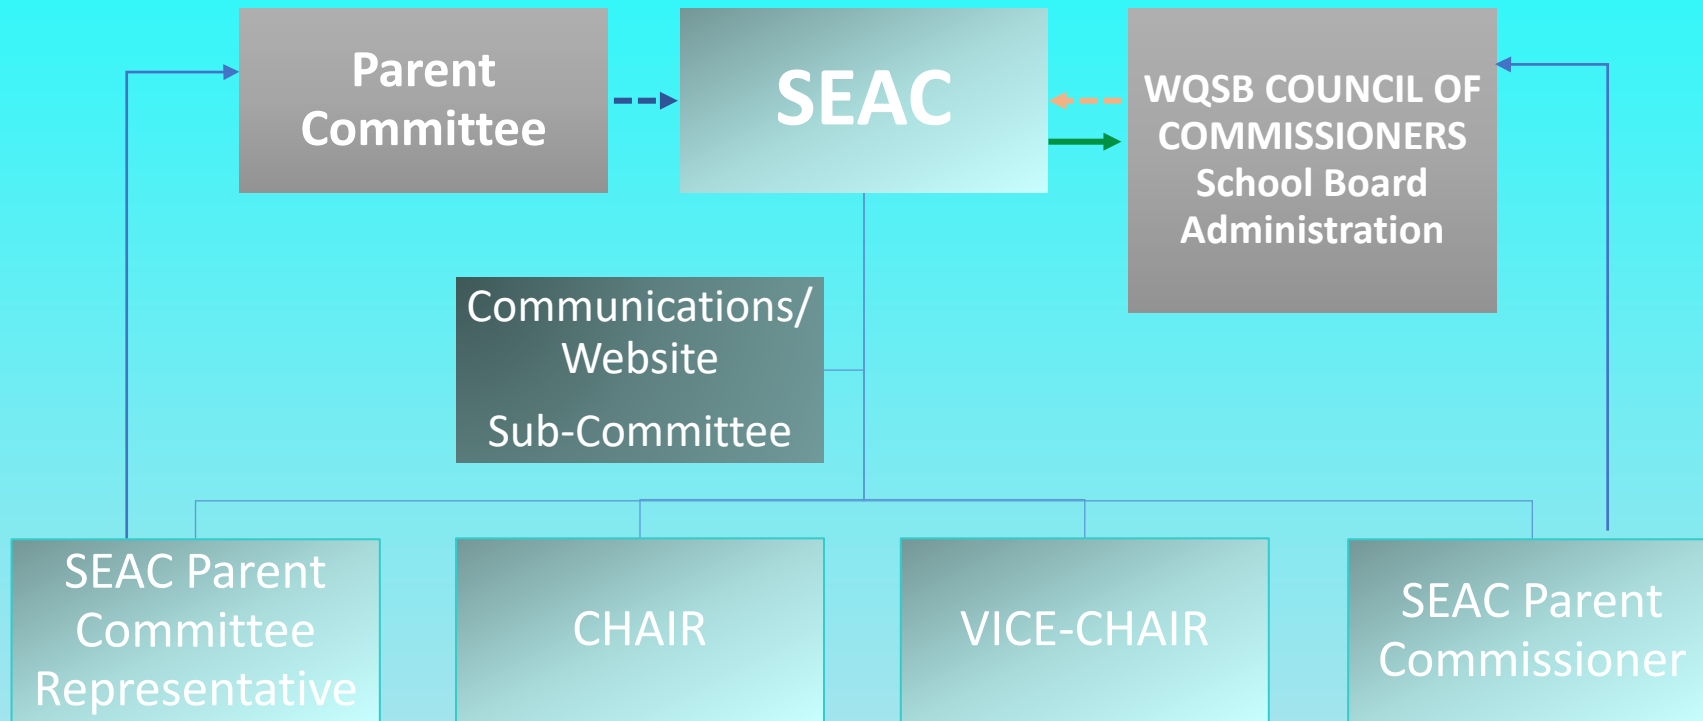 Parent
Committee
SEAC
WQSB COUNCIL OF
COMMISSIONERS
School Board
Administration
Communications/
Website
Sub-Committee
SEAC Parent
Committee
Representative
CHAIR
VICE-CHAIR
SEAC Parent
Commissioner